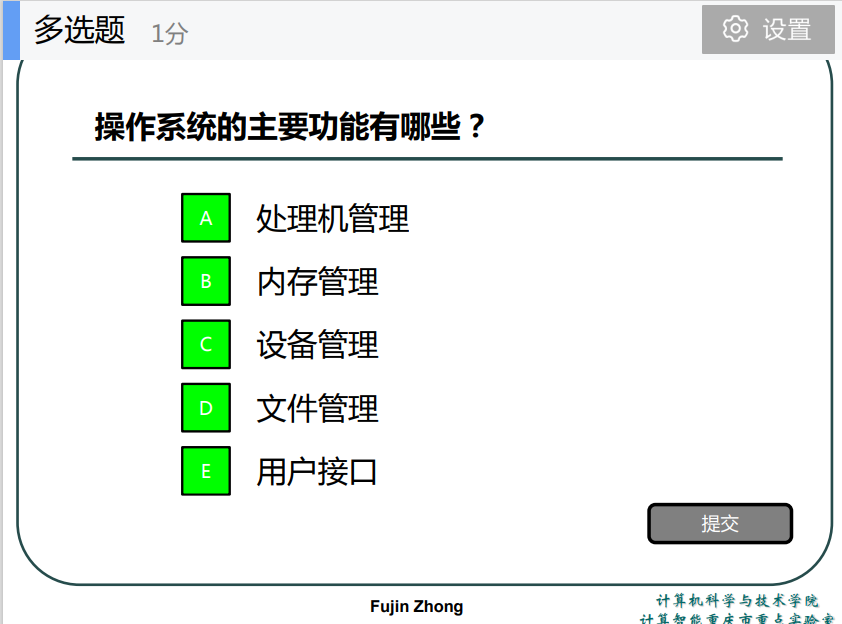 多选题 1分
设置
操作系统的主要功能有哪些？
A 处理机管理
B 内存管理
C 设备管理
D 文件管理
E 用户接口
提交
Fujin Zhong
计算机科学与技术学院
计算智能重庆市重点实验室